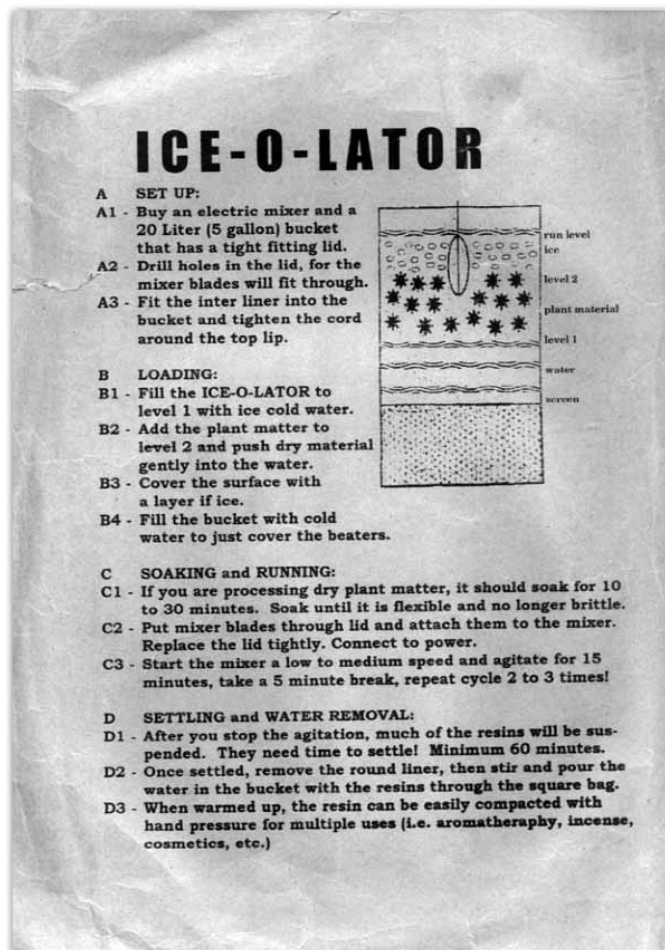 ICE-O-LATOR
A SET UP:
A1 - Buy an electric mixer and a
20 Liter (5 gallon) bucket
that has a tight fitting lid.
A2 - Drill holes in the lid, for the
mixer blades will fit through.
A3 - Fit the inter liner into the
bucket and tighten the cord
around the top lip.
run level
ice
level 2
plant material
level 1
water
screen
B LOADING:
B1 - Fill the ICE-O-LATOR to
level 1 with ice cold water.
B2 - Add the plant matter to
level 2 and push dry material
gently into the water.
B3 - Cover the surface with
a layer if ice.
B4 - Fill the bucket with cold
water to just cover the beaters.
C SOAKING and RUNNING:
C1 - If you are processing dry plant matter, it should soak for 10
to 30 minutes. Soak until it is flexible and no longer brittle.
C2 - Put mixer blades through lid and attach them to the mixer.
Replace the lid tightly. Connect to power.
C3 - Start the mixer a low to medium speed and agitate for 15
minutes, take a 5 minute break, repeat cycle 2 to 3 times!
D SETTLING and WATER REMOVAL:
D1 - After you stop the agitation, much of the resins will be sus-
pended. They need time to settle! Minimum 60 minutes.
D2 - Once settled, remove the round liner, then stir and pour the
water in the bucket with the resins through the square bag.
D3 - When warmed up, the resin can be easily compacted with
hand pressure for multiple uses (i.e. aromatheraphy, incense,
cosmetics, etc.)